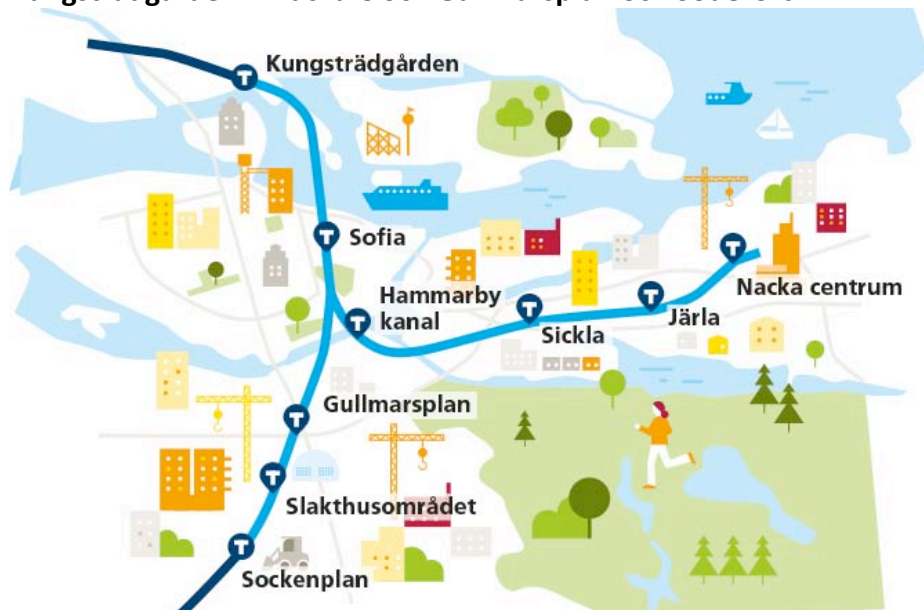 Kungsträdgården
T
T
Sofia
T
Nacka centrum
Hammarby
kanal
T
T
T
Sickla
Järla
T
Gullmarsplan
T
Slakthusområdet
T
Sockenplan